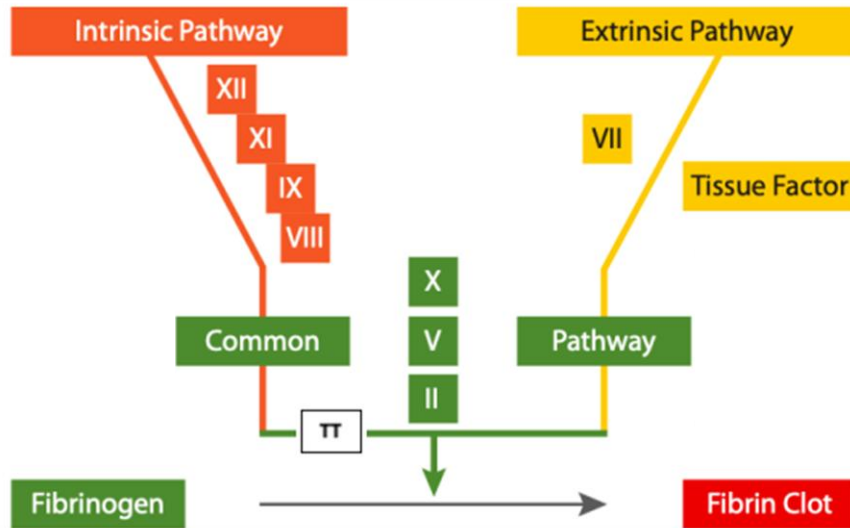 Intrinsic Pathway
Extrinsic Pathway
XII
XI
VII
IX
Tissue Factor
VIII
X
Common
V
Pathway
II
TT
Fibrinogen
Fibrin Clot